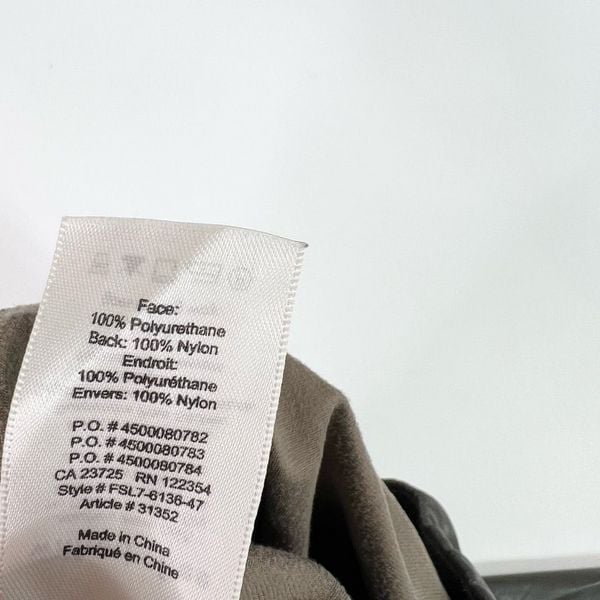 Face:
100% Polyurethane
Back: 100% Nylon
Endroit:
100% Polyuréthane
Envers: 100% Nylon
P.O. # 4500080782
P.O. # 4500080783
P.O. # 4500080784
CA 23725 RN 122354
Style # FSL7-6136-47
Article # 31352
Made in China
Fabriqué en Chine